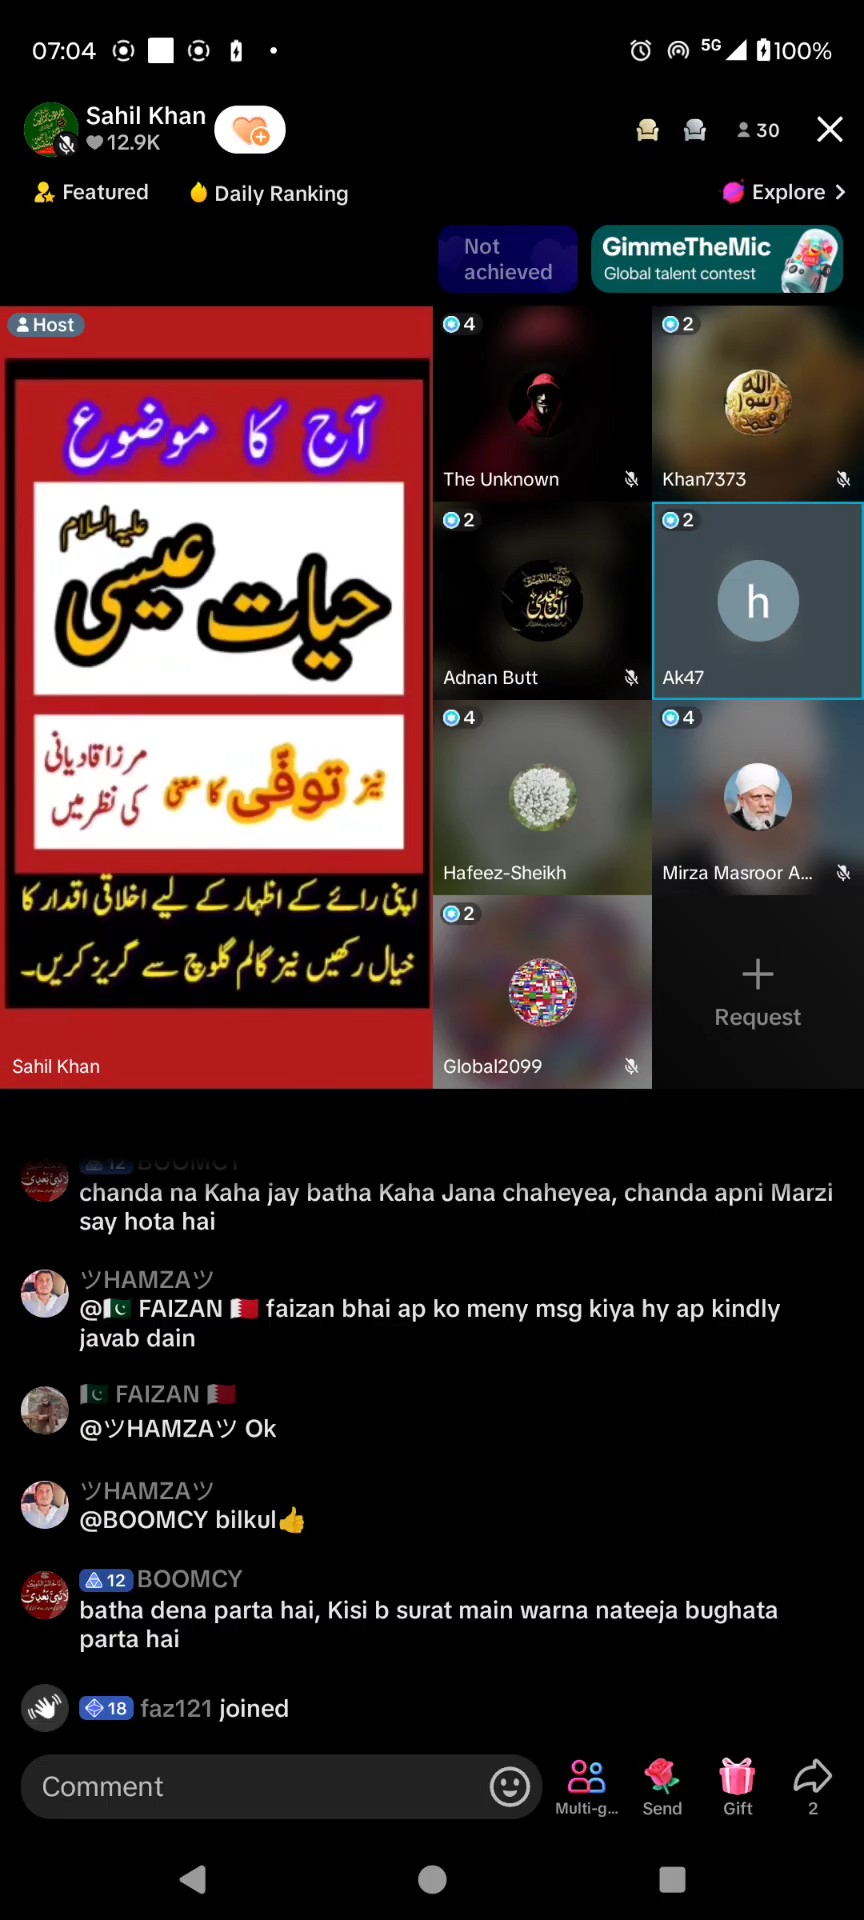 07:04
5G
100%
Sahil Khan
12.9K
30
Featured
Daily Ranking
Explore
Not
achieved
GimmeTheMic
Global talent contest
Host
آج کا موضوع
حیات عیسیٰ علیہ السلام
نیز توفّی کا معنی
مرزا قادیانی
کی نظر میں
اپنی رائے کے اظہار کے لیے اخلاقی اقدار کا
خیال رکھیں نیز گالم گلوچ سے گریز کریں۔
Sahil Khan
4
The Unknown
2
الله
رسول
محمد
Khan7373
2
Adnan Butt
2
h
Ak47
4
Hafeez-Sheikh
4
Mirza Masroor A...
2
Global2099
Request
12 BOOMCY
chanda na Kaha jay batha Kaha Jana chaheyea, chanda apni Marzi
say hota hai
ツHAMZAツ
@🇵🇰 FAIZAN 🇧🇭 faizan bhai ap ko meny msg kiya hy ap kindly
javab dain
🇵🇰 FAIZAN 🇧🇭
@ツHAMZAツ Ok
ツHAMZAツ
@BOOMCY bilkul👍
12 BOOMCY
batha dena parta hai, Kisi b surat main warna nateeja bughata
parta hai
18 faz121 joined
Comment
Multi-g...
Send
Gift
2